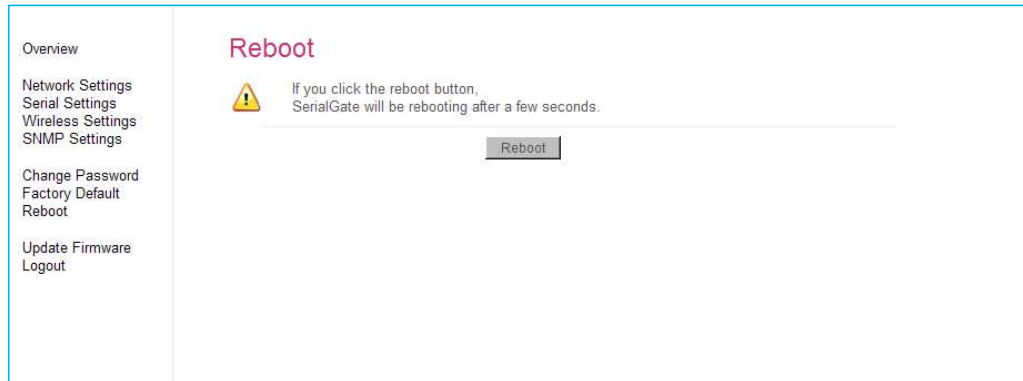 Overview
Network Settings
Serial Settings
Wireless Settings
SNMP Settings
Change Password
Factory Default
Reboot
Update Firmware
Logout
Reboot
If you click the reboot button,
SerialGate will be rebooting after a few seconds.
Reboot